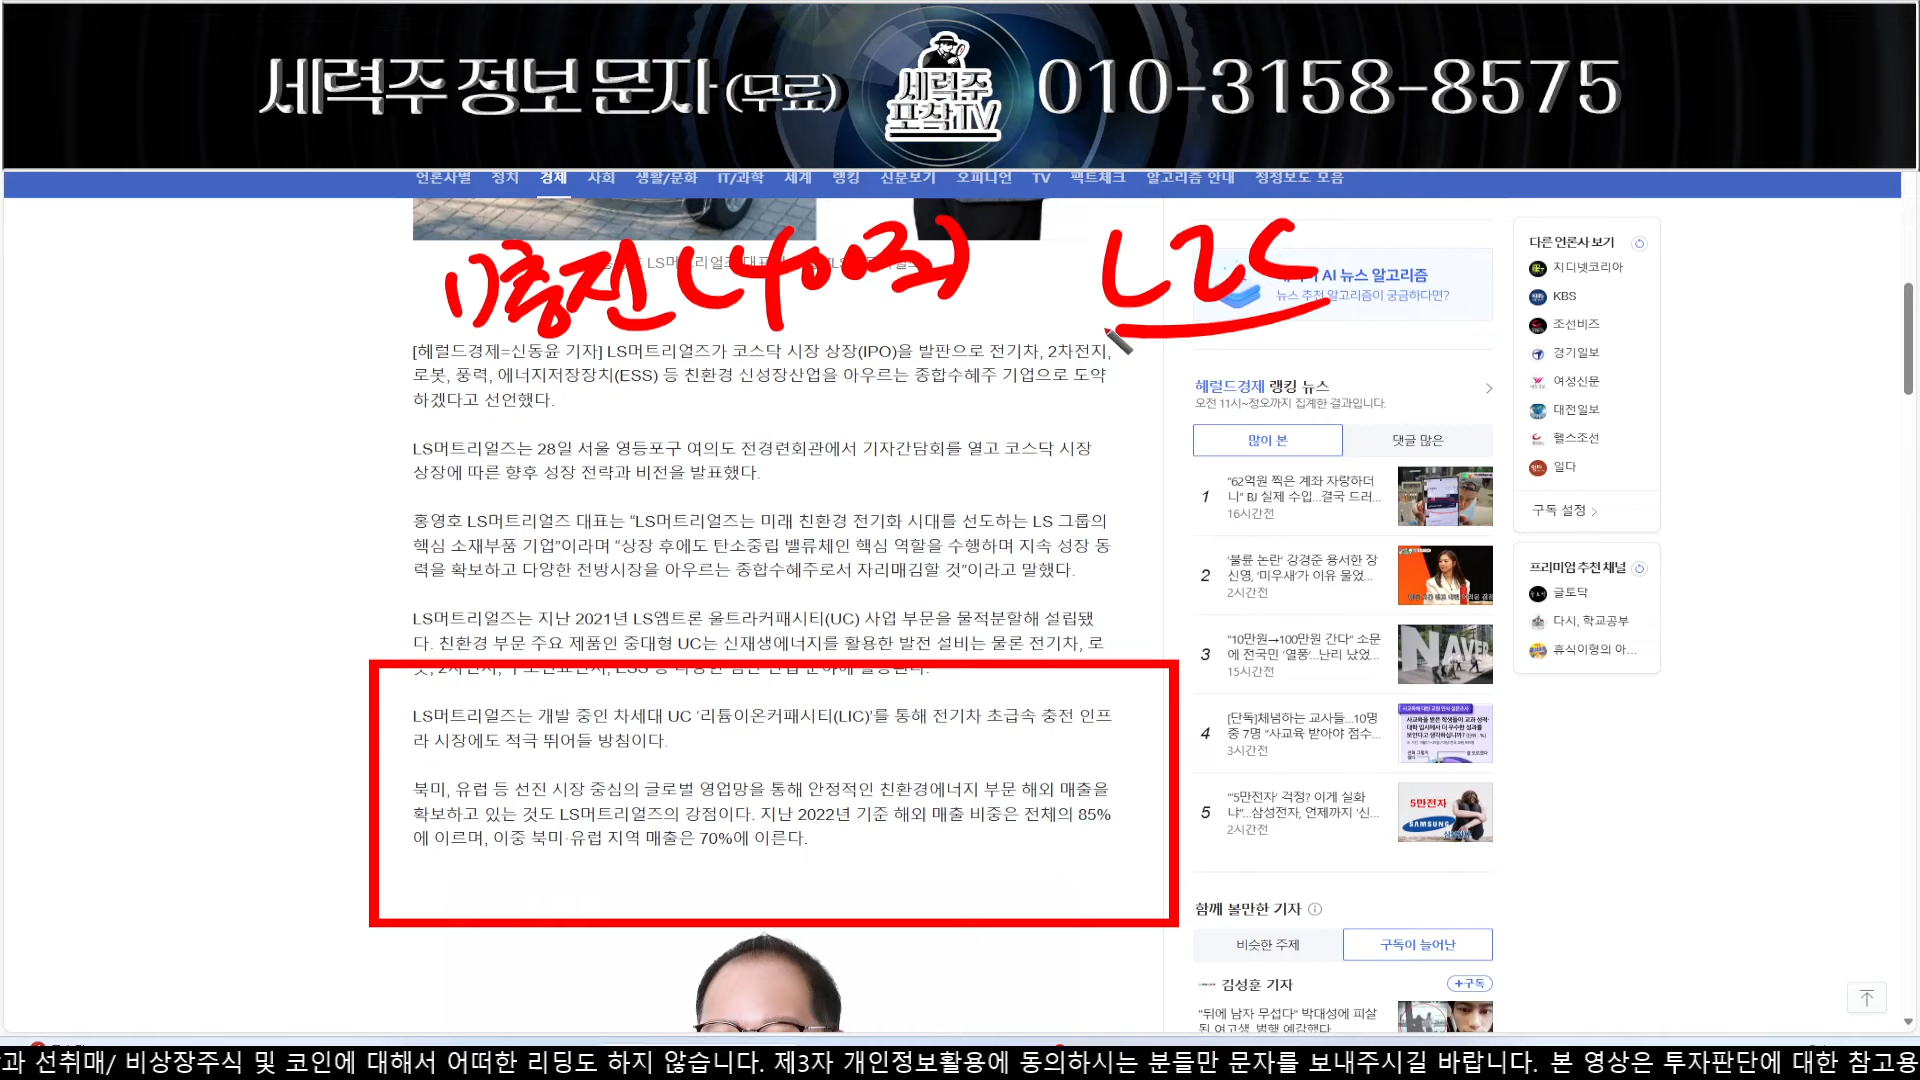 세력주 정보 문자 (무료) 세력주 포착TV 010-3158-8575
언론사별 정치 경제 사회 생활/문화 IT/과학 세계 랭킹 신문보기 오피니언 TV 팩트체크 알고리즘 안내 정정보도 모음
1) 충전 (400조) LIC
[헤럴드경제=신동윤 기자] LS머트리얼즈가 코스닥 시장 상장(IPO)을 발판으로 전기차, 2차전지,
로봇, 풍력, 에너지저장장치(ESS) 등 친환경 신성장산업을 아우르는 종합수혜주 기업으로 도약
하겠다고 선언했다.
LS머트리얼즈는 28일 서울 영등포구 여의도 전경련회관에서 기자간담회를 열고 코스닥 시장
상장에 따른 향후 성장 전략과 비전을 발표했다.
홍영호 LS머트리얼즈 대표는 “LS머트리얼즈는 미래 친환경 전기화 시대를 선도하는 LS 그룹의
핵심 소재부품 기업”이라며 “상장 후에도 탄소중립 밸류체인 핵심 역할을 수행하며 지속 성장 동
력을 확보하고 다양한 전방시장을 아우르는 종합수혜주로서 자리매김할 것”이라고 말했다.
LS머트리얼즈는 지난 2021년 LS엠트론 울트라커패시티(UC) 사업 부문을 물적분할해 설립됐
다. 친환경 부문 주요 제품인 중대형 UC는 신재생에너지를 활용한 발전 설비는 물론 전기차, 로
LS머트리얼즈는 개발 중인 차세대 UC ‘리튬이온커패시티(LIC)’를 통해 전기차 초급속 충전 인프
라 시장에도 적극 뛰어들 방침이다.
북미, 유럽 등 선진 시장 중심의 글로벌 영업망을 통해 안정적인 친환경에너지 부문 해외 매출을
확보하고 있는 것도 LS머트리얼즈의 강점이다. 지난 2022년 기준 해외 매출 비중은 전체의 85%
에 이르며, 이중 북미·유럽 지역 매출은 70%에 이른다.
AI 뉴스 알고리즘
뉴스 추천 알고리즘이 궁금하다면?
헤럴드경제 랭킹 뉴스
오전 11시~정오까지 집계한 결과입니다.
많이 본 댓글 많은
1 “62억원 찍은 계좌 자랑하더
니” BJ 실제 수입…결국 드러...
16시간전
2 ‘불륜 논란’ 강경준 용서한 장
신영, ‘미우새’가 이유 물었...
2시간전
3 “10만원→100만원 간다” 소문
에 전국민 ‘열풍’…난리 났었...
15시간전
NAVER
4 [단독]체념하는 교사들…10명
중 7명 “사교육 받아야 점수...
3시간전
5 “‘5만전자’ 걱정? 이게 실화
냐”…삼성전자, 언제까지 ‘신...
2시간전
5만전자
SAMSUNG
함께 볼만한 기자
비슷한 주제 구독이 늘어난
김성훈 기자 +구독
“뒤에 남자 무섭다” 박대성에 피살
된 여고생, 범행 예감했다
다른 언론사 보기
지디넷코리아
KBS
조선비즈
경기일보
여성신문
대전일보
헬스조선
일다
구독 설정
프리미엄 추천 채널
글토닥
다시, 학교공부
휴식이형의 아...
과 선취매/ 비상장주식 및 코인에 대해서 어떠한 리딩도 하지 않습니다. 제3자 개인정보활용에 동의하시는 분들만 문자를 보내주시길 바랍니다. 본 영상은 투자판단에 대한 참고용